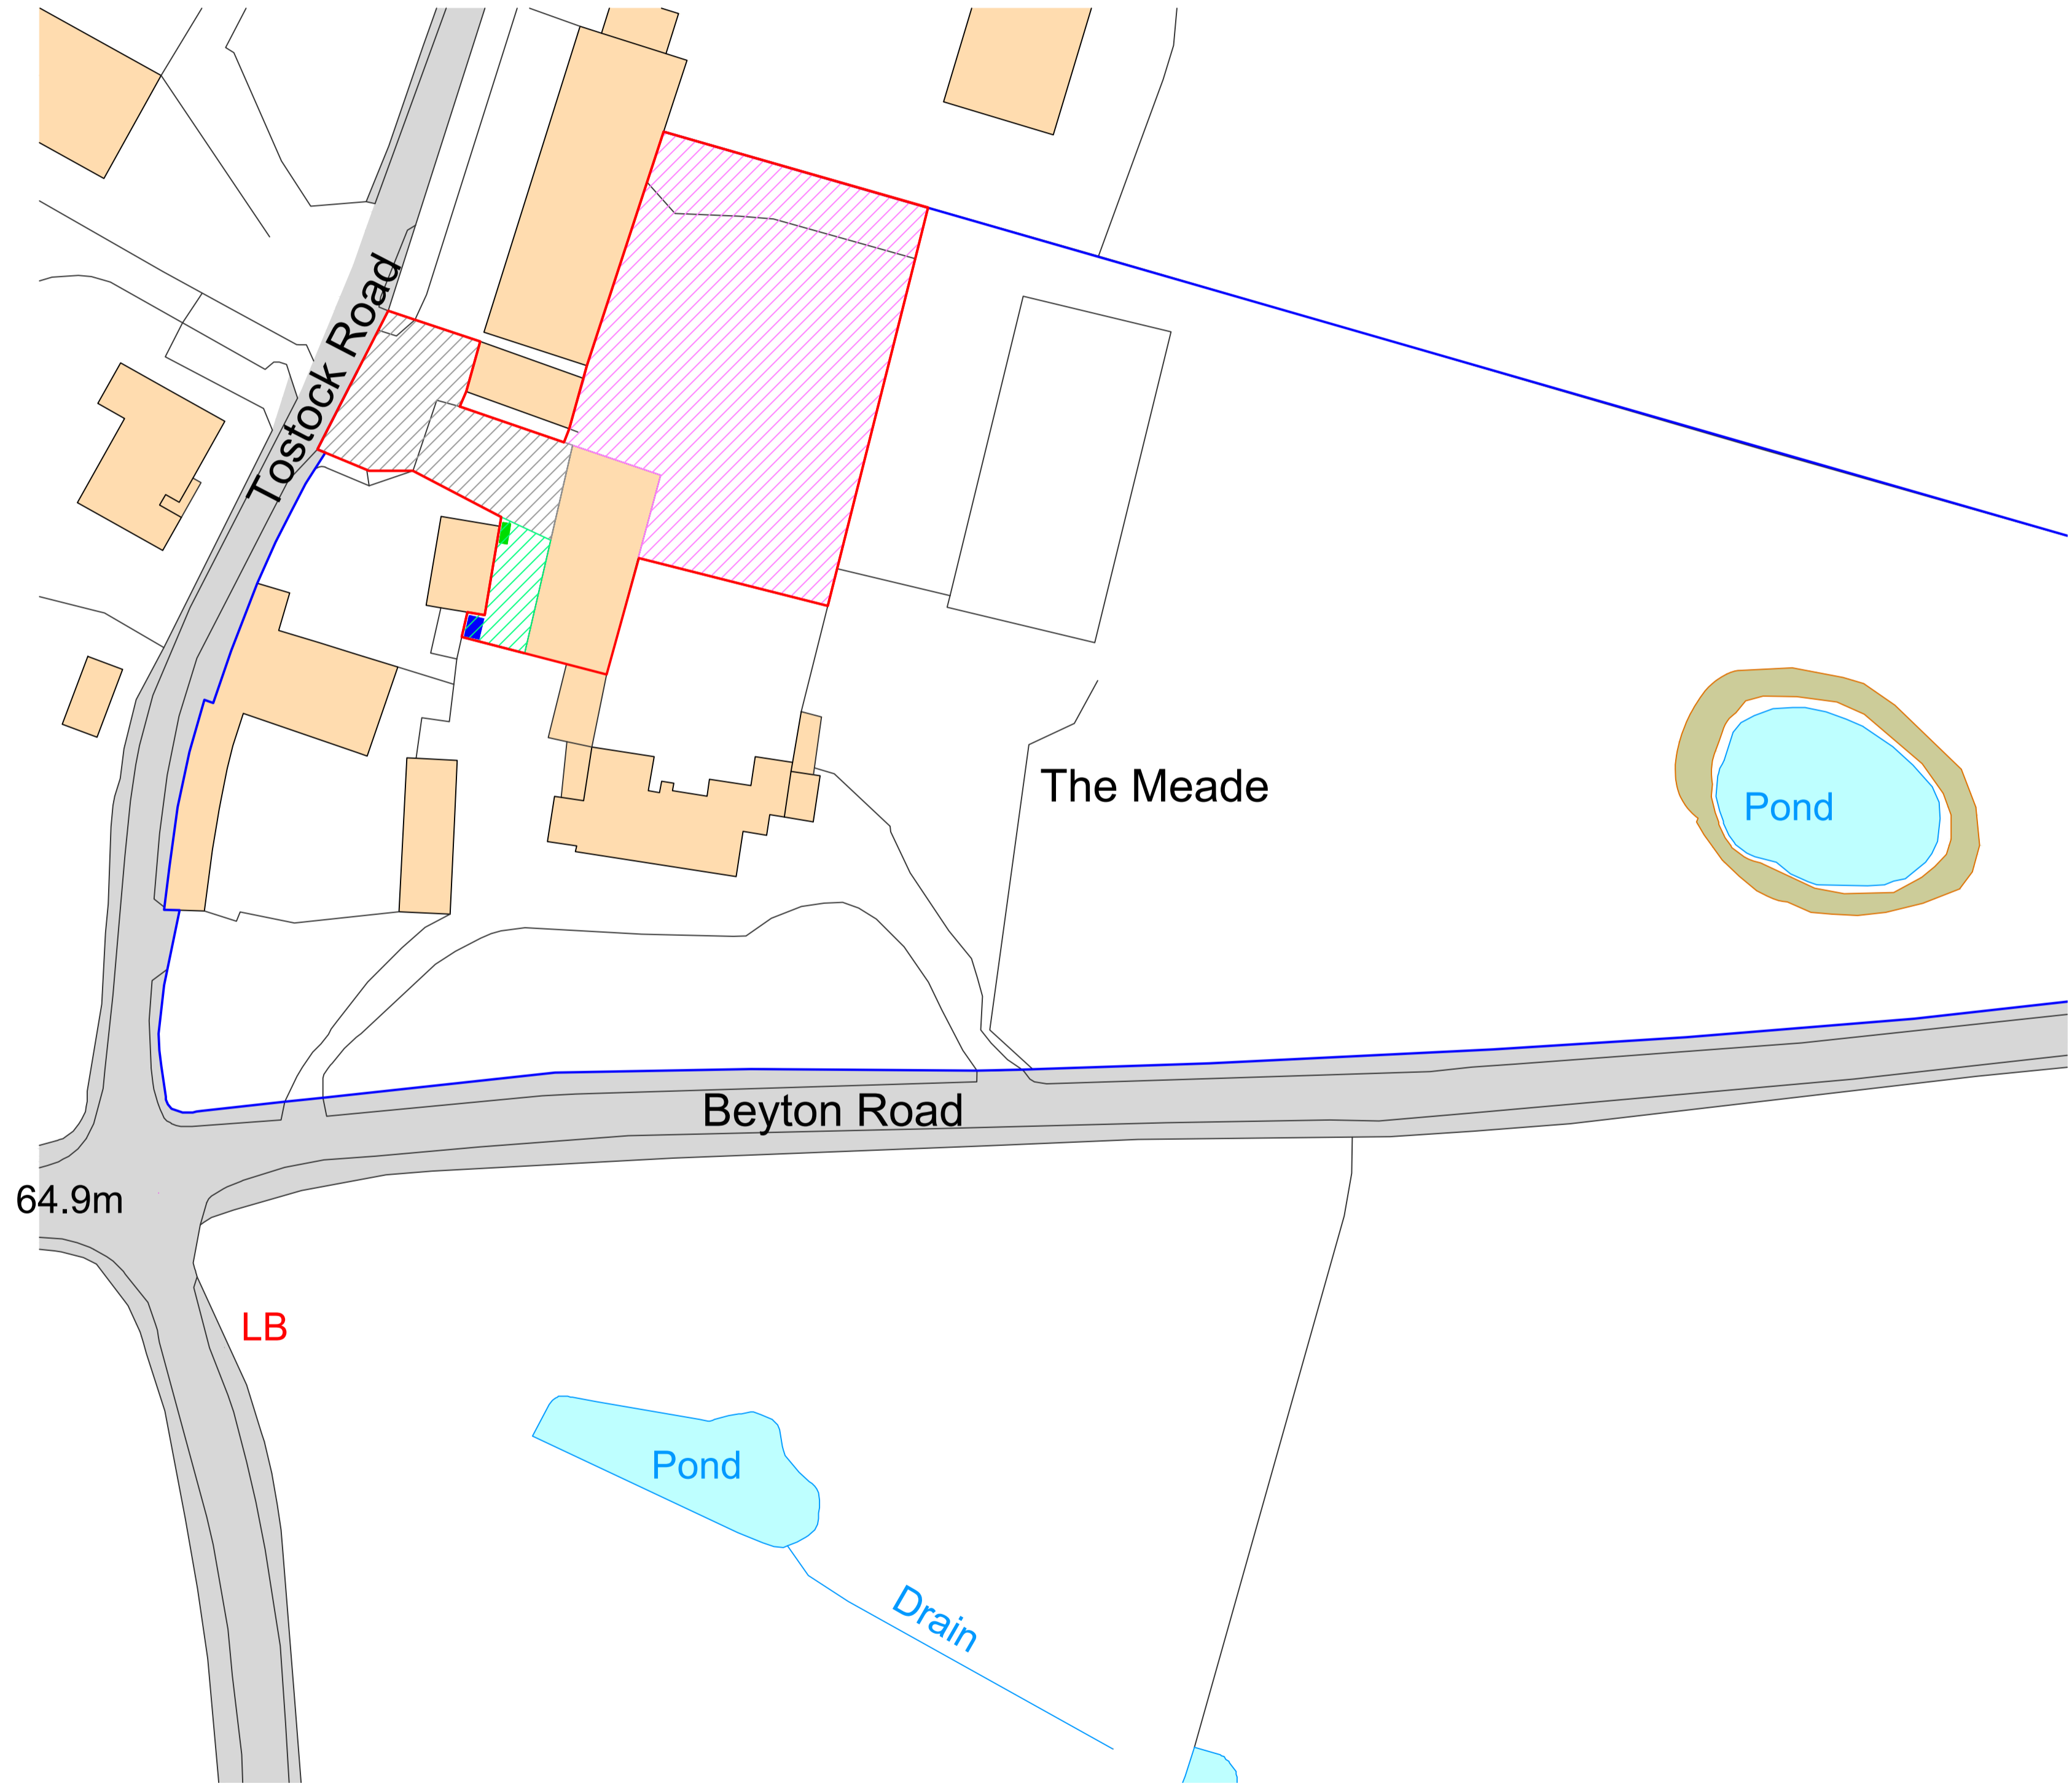 Tostock Road
The Meade
Pond
Beyton Road
64.9m
LB
Pond
Drain